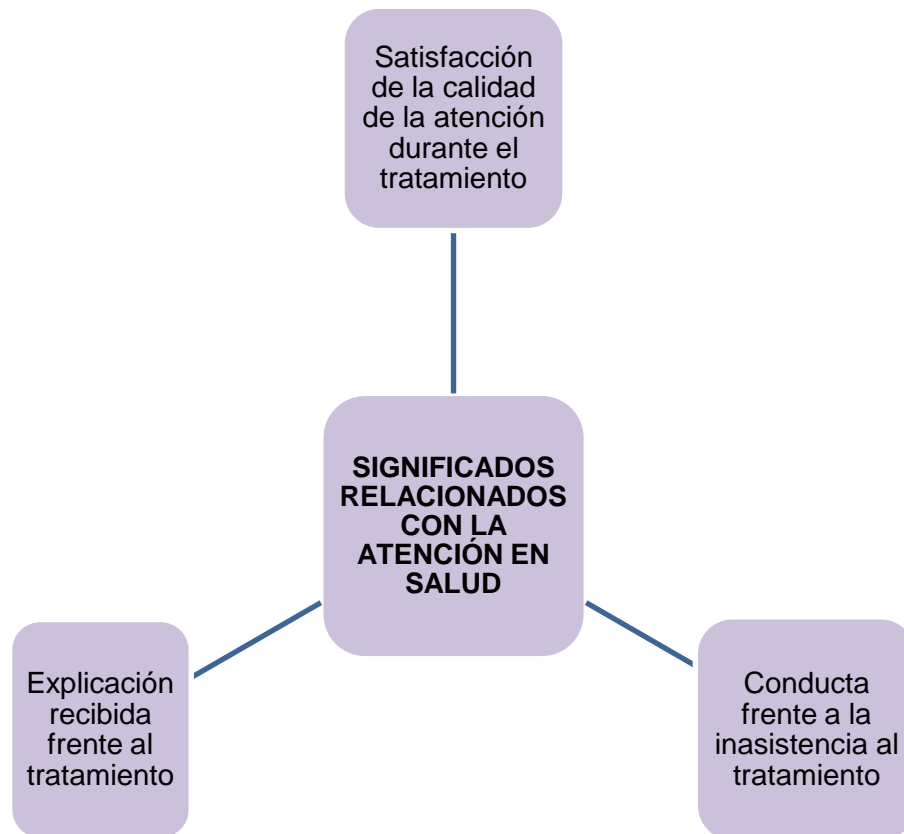 Satisfacción
de la calidad
de la atención
durante el
tratamiento
SIGNIFICADOS
RELACIONADOS
CON LA
ATENCIÓN EN
SALUD
Explicación
recibida
frente al
tratamiento
Conducta
frente a la
inasistencia al
tratamiento